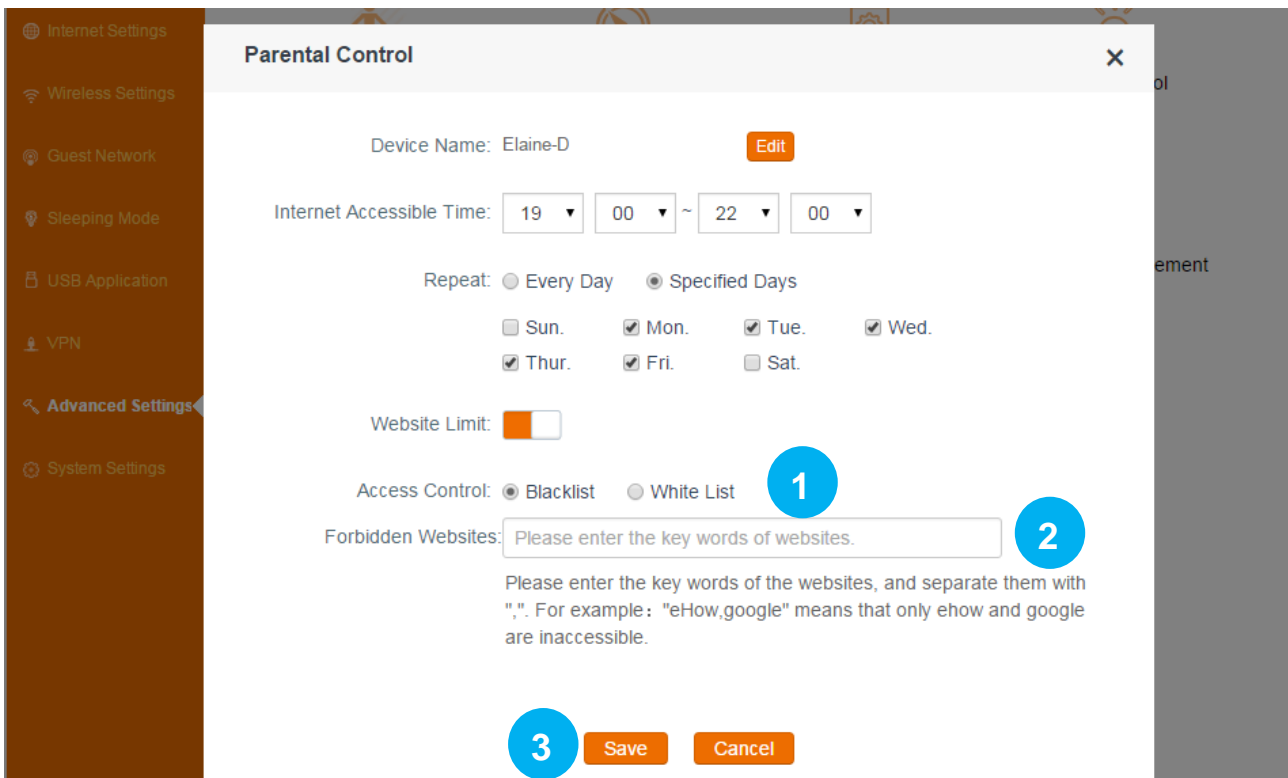 Internet Settings
Parental Control
×
Wireless Settings
ol
Device Name: Elaine-D Edit
Guest Network
Internet Accessible Time: 19 00 ~ 22 00
Sleeping Mode
ement
USB Application
Repeat: Every Day Specified Days
Sun. Mon. Tue. Wed.
VPN
Thur. Fri. Sat.
Advanced Settings
Website Limit:
System Settings
Access Control: Blacklist White List 1
Forbidden Websites: Please enter the key words of websites. 2
Please enter the key words of the websites, and separate them with
",". For example："eHow,google" means that only ehow and google
are inaccessible.
3 Save Cancel